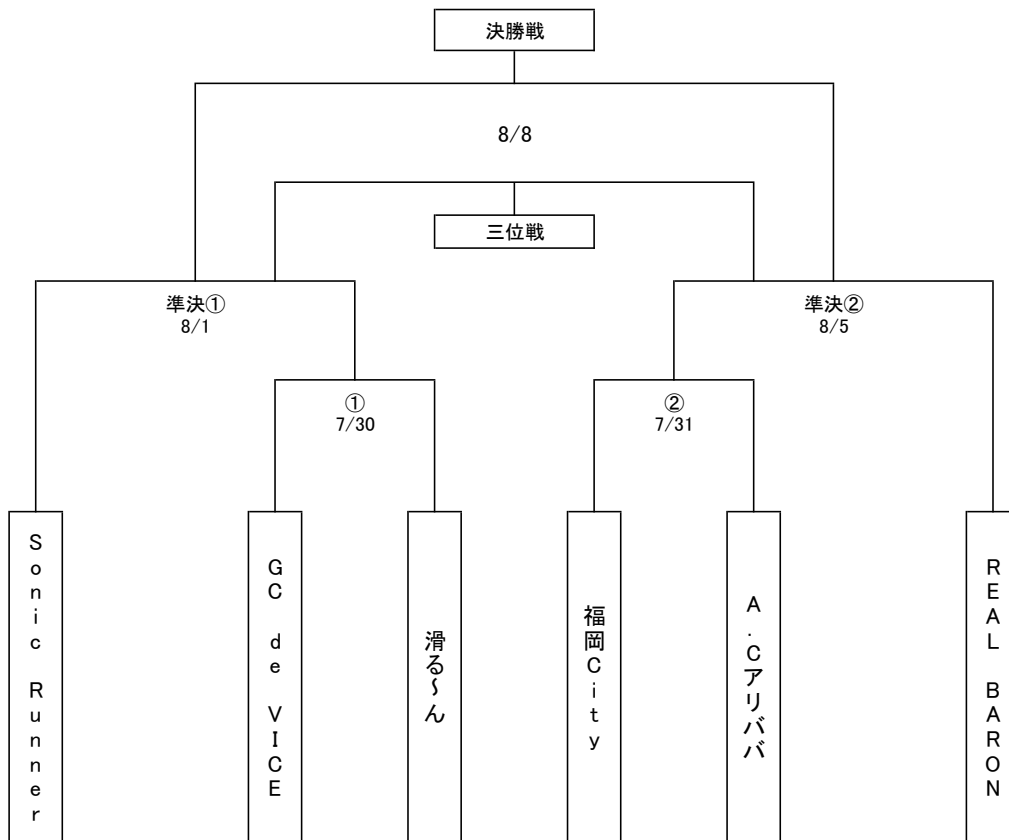 決勝戦
8/8
三位戦
準決①
8/1
準決②
8/5
①
7/30
②
7/31
Sonic Runner
GC de VICE
滑る～ん
福岡City
A.Cアリババ
REAL BARON